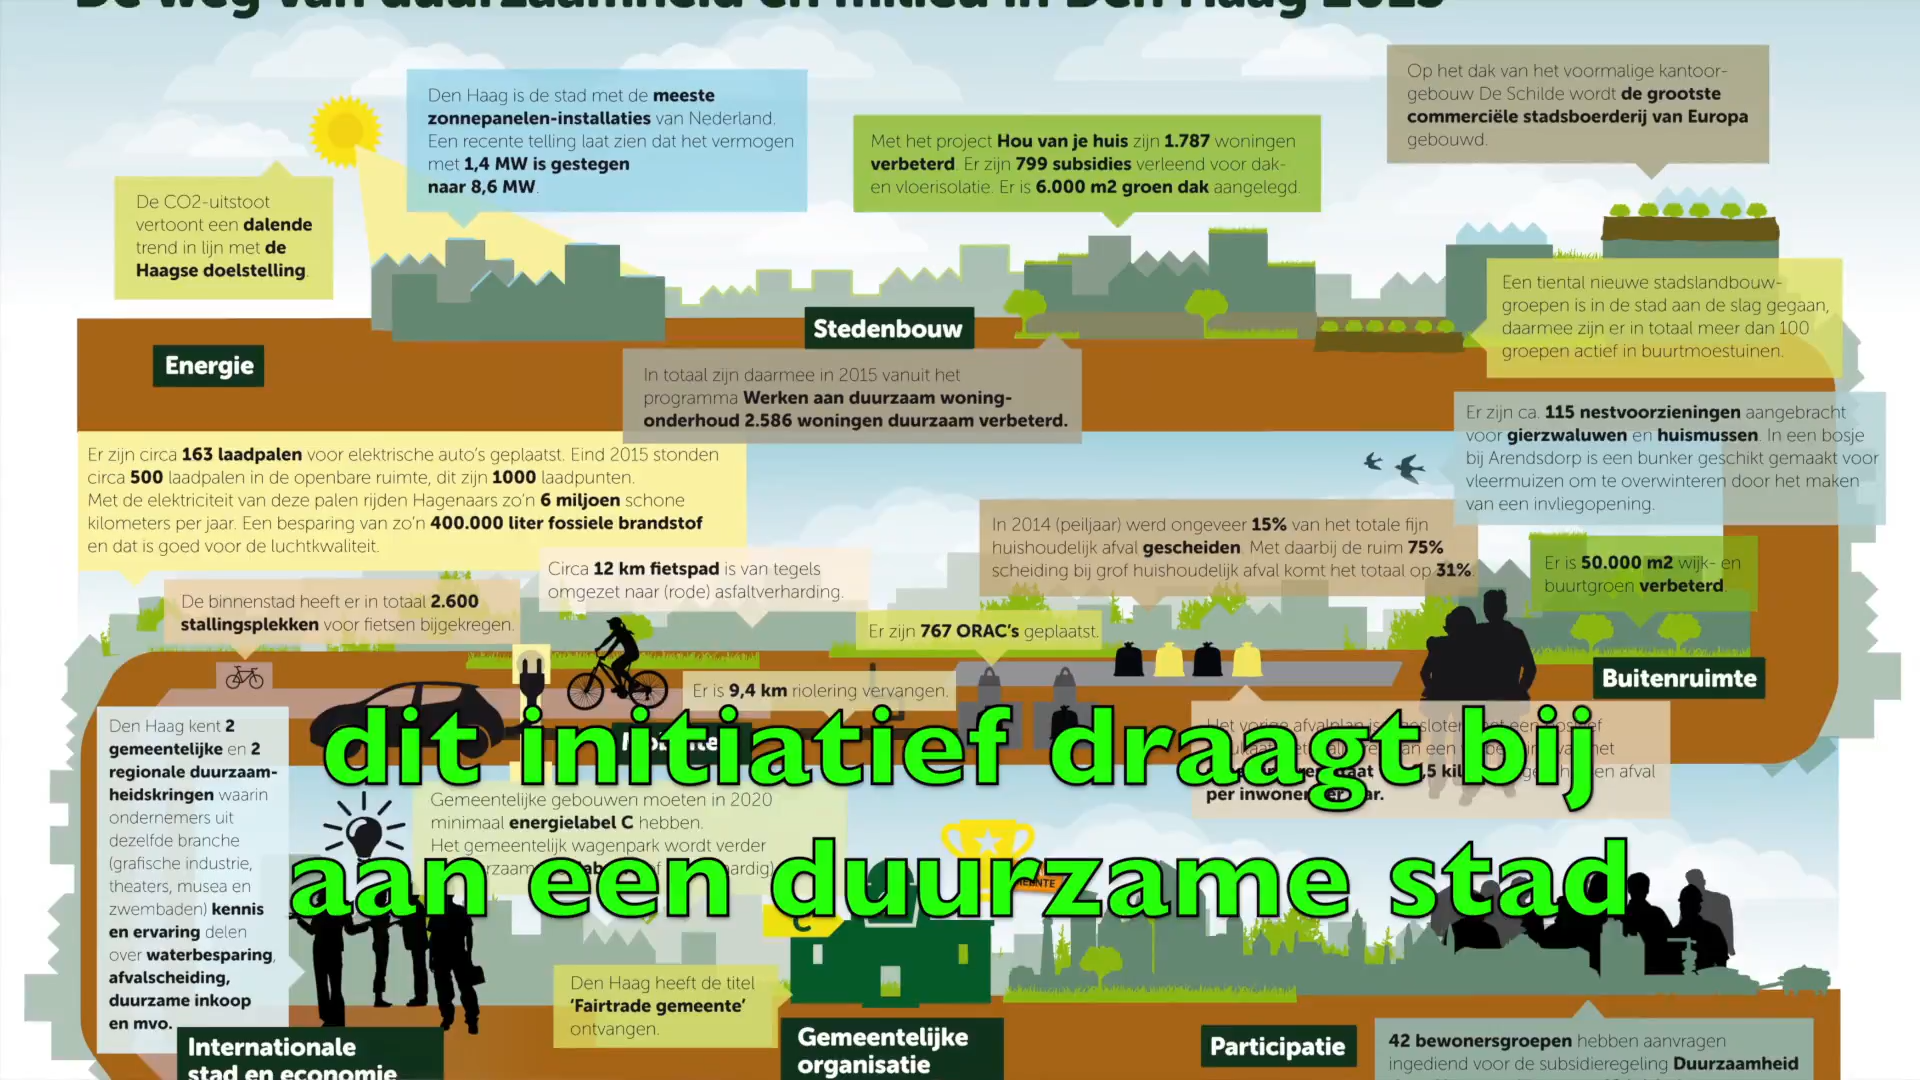 De weg van duurzaamheid en milieu in Den Haag 2015
Op het dak van het voormalige kantoor-
gebouw De Schilde wordt de grootste
commerciële stadsboerderij van Europa
gebouwd.
Den Haag is de stad met de meeste
zonnepanelen-installaties van Nederland.
Een recente telling laat zien dat het vermogen
met 1,4 MW is gestegen
naar 8,6 MW.
Met het project Hou van je huis zijn 1.787 woningen
verbeterd. Er zijn 799 subsidies verleend voor dak-
en vloerisolatie. Er is 6.000 m2 groen dak aangelegd.
De CO2-uitstoot
vertoont een dalende
trend in lijn met de
Haagse doelstelling.
Een tiental nieuwe stadslandbouw-
groepen is in de stad aan de slag gegaan,
daarmee zijn er in totaal meer dan 100
groepen actief in buurtmoestuinen.
Stedenbouw
Energie
In totaal zijn daarmee in 2015 vanuit het
programma Werken aan duurzaam woning-
onderhoud 2.586 woningen duurzaam verbeterd.
Er zijn ca. 115 nestvoorzieningen aangebracht
voor gierzwaluwen en huismussen. In een bosje
bij Arendsdorp is een bunker geschikt gemaakt voor
vleermuizen om te overwinteren door het maken
van een invliegopening.
Er zijn circa 163 laadpalen voor elektrische auto's geplaatst. Eind 2015 stonden
circa 500 laadpalen in de openbare ruimte, dit zijn 1000 laadpunten.
Met de elektriciteit van deze palen rijden Hagenaars zo'n 6 miljoen schone
kilometers per jaar. Een besparing van zo'n 400.000 liter fossiele brandstof
en dat is goed voor de luchtkwaliteit.
In 2014 (peiljaar) werd ongeveer 15% van het totale fijn
huishoudelijk afval gescheiden. Met daarbij de ruim 75%
scheiding bij grof huishoudelijk afval komt het totaal op 31%.
Circa 12 km fietspad is van tegels
omgezet naar (rode) asfaltverharding.
Er is 50.000 m2 wijk- en
buurtgroen verbeterd.
De binnenstad heeft er in totaal 2.600
stallingsplekken voor fietsen bijgekregen.
Er zijn 767 ORAC's geplaatst.
Buitenruimte
Er is 9,4 km riolering vervangen.
dit initiatief draagt bij
aan een duurzame stad
Het vorige afvalplan is
per inwoner
Den Haag kent 2
gemeentelijke en 2
regionale duurzaam-
heidskringen waarin
ondernemers uit
dezelfde branche
(grafische industrie,
theaters, musea en
zwembaden) kennis
en ervaring delen
over waterbesparing,
afvalscheiding,
duurzame inkoop
en mvo.
Gemeentelijke gebouwen moeten in 2020
minimaal energielabel C hebben.
Het gemeentelijk wagenpark wordt verder
Den Haag heeft de titel
'Fairtrade gemeente'
ontvangen.
Internationale
stad en economie
Gemeentelijke
organisatie
Participatie
42 bewonersgroepen hebben aanvragen
ingediend voor de subsidieregeling Duurzaamheid